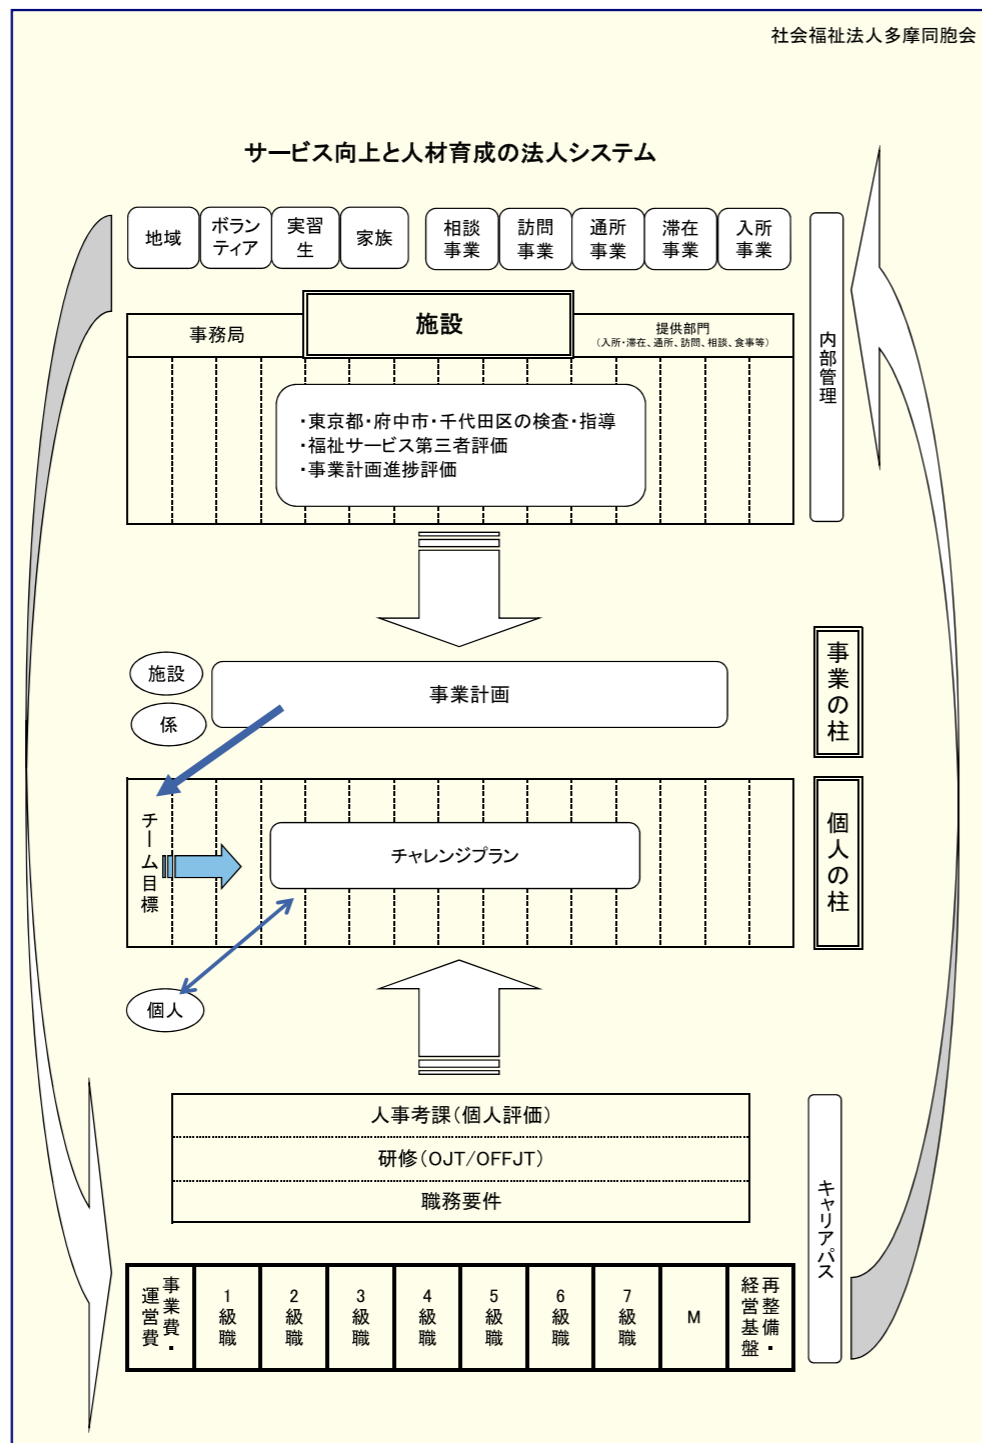 社会福祉法人多摩同胞会
サービス向上と人材育成の法人システム
地域
ボラン
ティア
実習
生
家族
相談
事業
訪問
事業
通所
事業
滞在
事業
入所
事業
事務局
施設
提供部門
（入所・滞在、通所、訪問、相談、食事等）
内部管理
・東京都・府中市・千代田区の検査・指導
・福祉サービス第三者評価
・事業計画進捗評価
施設
係
事業計画
事業の柱
チーム目標
チャレンジプラン
個人の柱
個人
人事考課（個人評価）
研修（OJT/OFFJT）
職務要件
キャリアパス
事業費・
運営費
1級職
2級職
3級職
4級職
5級職
6級職
7級職
M
再整備・
経営基盤